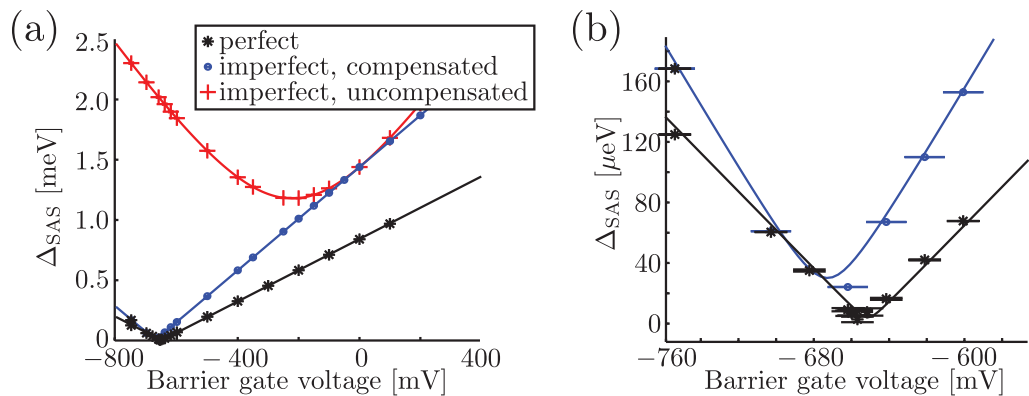 (a)
2.5
2.0
1.5
1.0
0.5
0
Δ_SAS [meV]
perfect
imperfect, compensated
imperfect, uncompensated
−800
−400
0
400
Barrier gate voltage [mV]
(b)
160
120
80
40
0
Δ_SAS [μeV]
−760
−680
−600
Barrier gate voltage [mV]